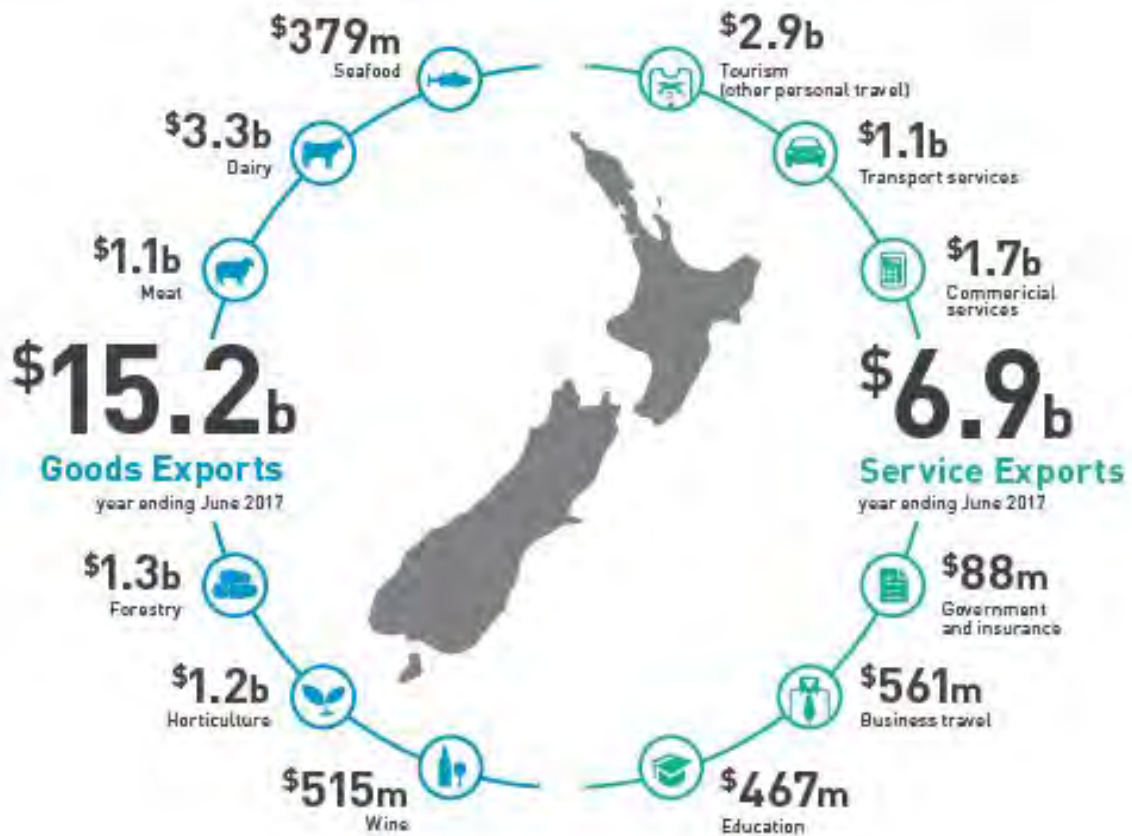 $379m
Seafood
$3.3b
Dairy
$1.1b
Meat
$15.2b
Goods Exports
year ending June 2017
$1.3b
Forestry
$1.2b
Horticulture
$515m
Wine
$2.9b
Tourism
(other personal travel)
$1.1b
Transport services
$1.7b
Commericial
services
$6.9b
Service Exports
year ending June 2017
$88m
Government
and insurance
$561m
Business travel
$467m
Education